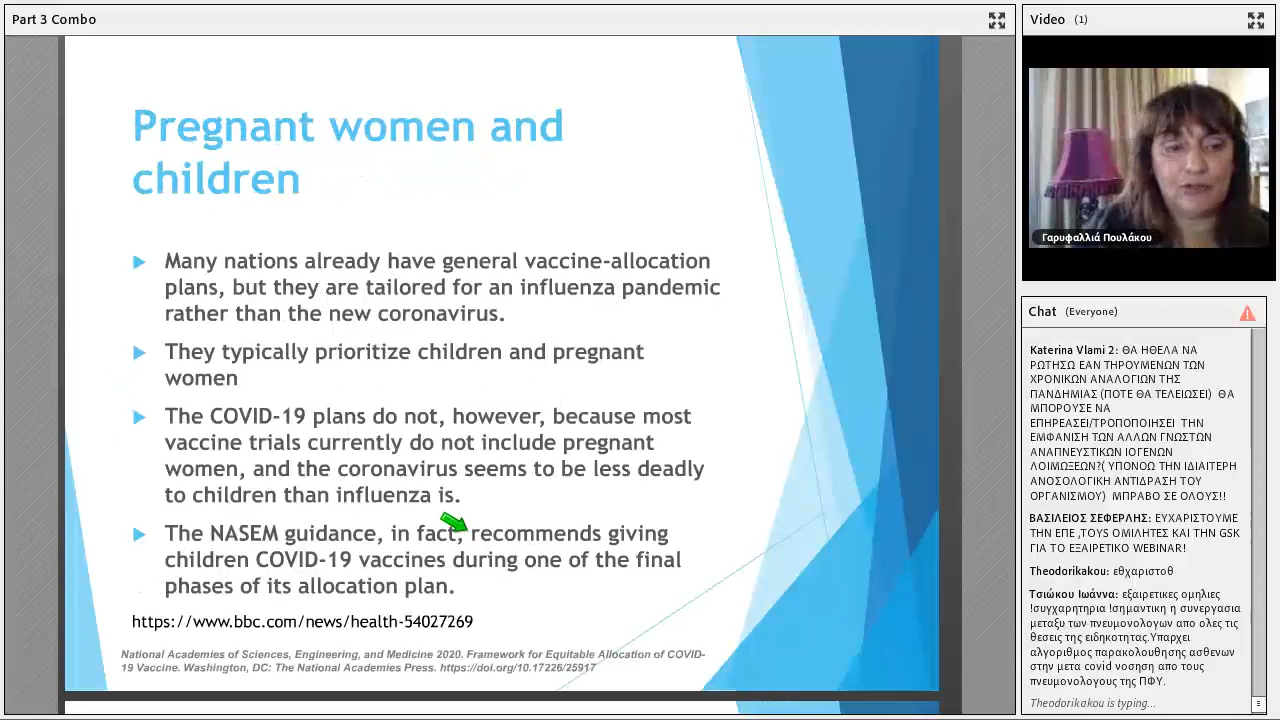 Part 3 Combo
Pregnant women and
children
Many nations already have general vaccine-allocation
plans, but they are tailored for an influenza pandemic
rather than the new coronavirus.
They typically prioritize children and pregnant
women
The COVID-19 plans do not, however, because most
vaccine trials currently do not include pregnant
women, and the coronavirus seems to be less deadly
to children than influenza is.
The NASEM guidance, in fact, recommends giving
children COVID-19 vaccines during one of the final
phases of its allocation plan.
https://www.bbc.com/news/health-54027269
National Academies of Sciences, Engineering, and Medicine 2020. Framework for Equitable Allocation of COVID-
19 Vaccine. Washington, DC: The National Academies Press. https://doi.org/10.17226/25917
Video (1)
Γαρυφαλλιά Πουλάκου
Chat (Everyone)
Katerina Vlami 2: ΘΑ ΗΘΕΛΑ ΝΑ
ΡΩΤΗΣΩ ΕΑΝ ΤΗΡΟΥΜΕΝΩΝ ΤΩΝ
ΧΡΟΝΙΚΩΝ ΑΝΑΛΟΓΙΩΝ ΤΗΣ
ΠΑΝΔΗΜΙΑΣ (ΠΟΤΕ ΘΑ ΤΕΛΕΙΩΣΕΙ) ΘΑ
ΜΠΟΡΟΥΣΕ ΝΑ
ΕΠΗΡΕΑΣΕΙ/ΤΡΟΠΟΠΟΙΗΣΕΙ ΤΗΝ
ΕΜΦΑΝΙΣΗ ΤΩΝ ΑΛΛΩΝ ΓΝΩΣΤΩΝ
ΑΝΑΠΝΕΥΣΤΙΚΩΝ ΙΟΓΕΝΩΝ
ΛΟΙΜΩΞΕΩΝ?( ΥΠΟΝΟΩ ΤΗΝ ΙΔΙΑΙΤΕΡΗ
ΑΝΟΣΟΛΟΓΙΚΗ ΑΝΤΙΔΡΑΣΗ ΤΟΥ
ΟΡΓΑΝΙΣΜΟΥ) ΜΠΡΑΒΟ ΣΕ ΟΛΟΥΣ!!
ΒΑΣΙΛΕΙΟΣ ΣΕΦΕΡΛΗΣ: ΕΥΧΑΡΙΣΤΟΥΜΕ
ΤΗΝ ΕΠΕ ,ΤΟΥΣ ΟΜΙΛΗΤΕΣ ΚΑΙ ΤΗΝ GSK
ΓΙΑ ΤΟ ΕΞΑΙΡΕΤΙΚΟ WEBINAR!
Theodorikakou: εθχαριστοθ
Τσιώκου Ιωάννα: εξαιρετικες ομηλιες
!συγχαρητηρια !σημαντικη η συνεργασια
μεταξυ των πνευμονολογων απο ολες τις
θεσεις της ειδηκοτητας.Υπαρχει
αλγοριθμος παρακολουθησης ασθενων
στην μετα covid νοσηση απο τους
πνευμονολογους της ΠΦΥ.
Theodorikakou is typing...